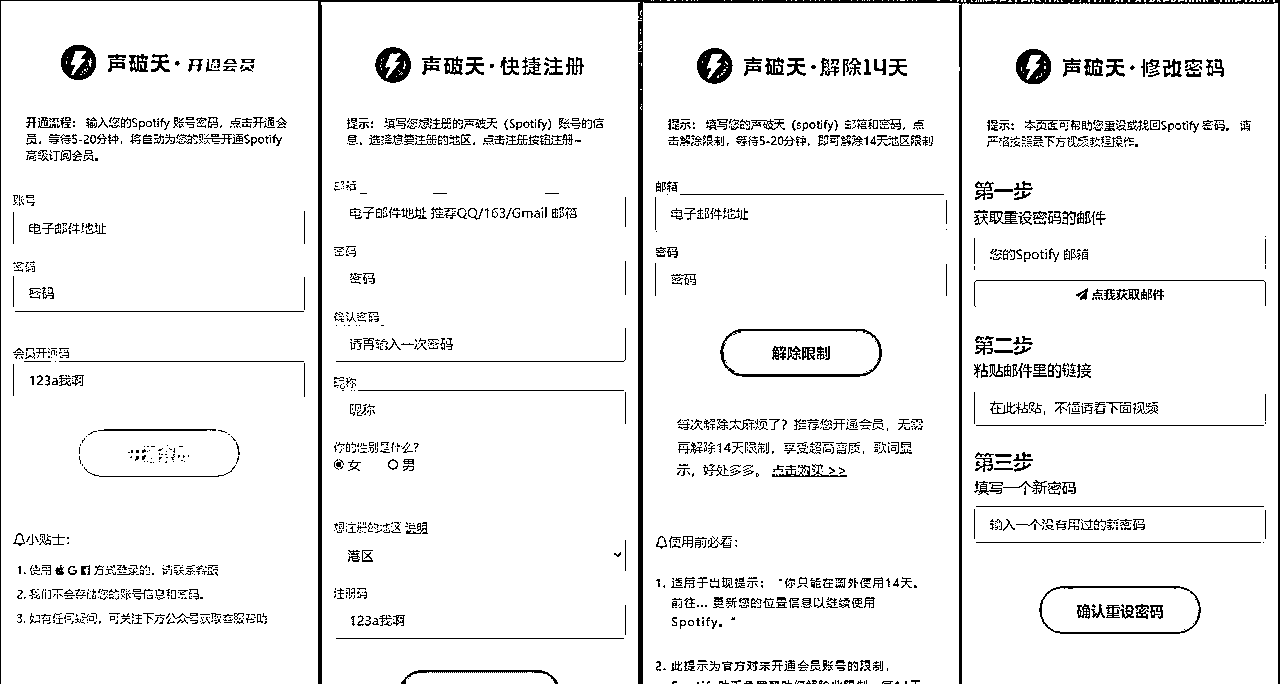 声破天·开通会员
开通流程： 输入您的Spotify 账号密码，点击开通会
员，等待5-20分钟，将自动为您的账号开通Spotify
高级订阅会员。
账号
电子邮件地址
密码
密码
会员开通码
123a我啊
开通会员
小贴士：
1. 使用 G 方式登录的，请联系客服
2. 我们不会存储您的账号信息和密码。
3. 如有任何疑问，可关注下方公众号获取客服帮助
声破天·快捷注册
提示： 填写您想注册的声破天（Spotify）账号的信
息，选择想要注册的地区，点击注册按钮注册~
邮箱
电子邮件地址 推荐QQ/163/Gmail 邮箱
密码
密码
确认密码
请再输入一次密码
昵称
昵称
你的性别是什么？
女 男
想注册的地区 说明
港区
注册码
123a我啊
声破天·解除14天
提示： 填写您的声破天（spotify）邮箱和密码，点
击解除限制，等待5-20分钟，即可解除14天地区限制
邮箱
电子邮件地址
密码
密码
解除限制
每次解除太麻烦了？推荐您开通会员，无需
再解除14天限制，享受超高音质，歌词显
示，好处多多。 点击购买 >>
使用前必看：
1. 适用于出现提示： “你只能在国外使用14天。
前往... 更新您的位置信息以继续使用
Spotify。”
2. 此提示为官方对未开通会员账号的限制，
声破天·修改密码
提示： 本页面可帮助您重设或找回Spotify 密码。 请
严格按照最下方视频教程操作。
第一步
获取重设密码的邮件
您的Spotify 邮箱
点我获取邮件
第二步
粘贴邮件里的链接
在此粘贴，不懂请看下面视频
第三步
填写一个新密码
输入一个没有用过的新密码
确认重设密码